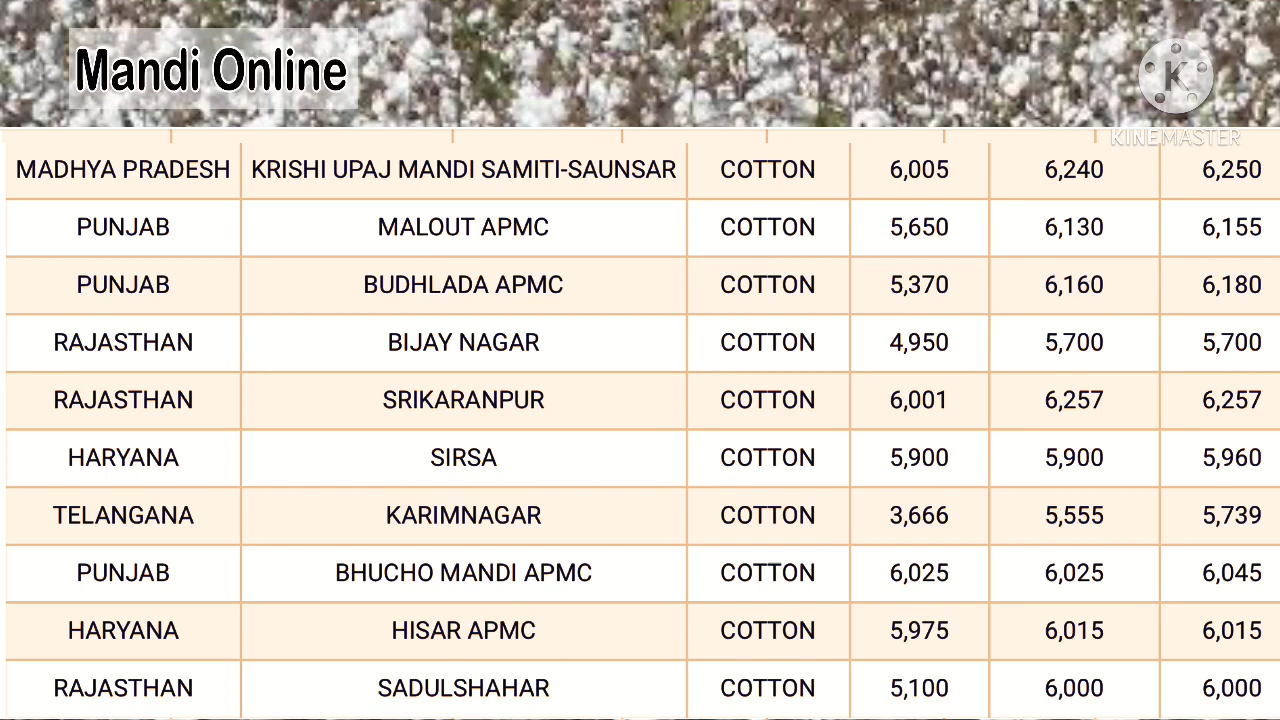 Mandi Online
K
KINEMASTER
MADHYA PRADESH KRISHI UPAJ MANDI SAMITI-SAUNSAR COTTON 6,005 6,240 6,250
PUNJAB MALOUT APMC COTTON 5,650 6,130 6,155
PUNJAB BUDHLADA APMC COTTON 5,370 6,160 6,180
RAJASTHAN BIJAY NAGAR COTTON 4,950 5,700 5,700
RAJASTHAN SRIKARANPUR COTTON 6,001 6,257 6,257
HARYANA SIRSA COTTON 5,900 5,900 5,960
TELANGANA KARIMNAGAR COTTON 3,666 5,555 5,739
PUNJAB BHUCHO MANDI APMC COTTON 6,025 6,025 6,045
HARYANA HISAR APMC COTTON 5,975 6,015 6,015
RAJASTHAN SADULSHAHAR COTTON 5,100 6,000 6,000